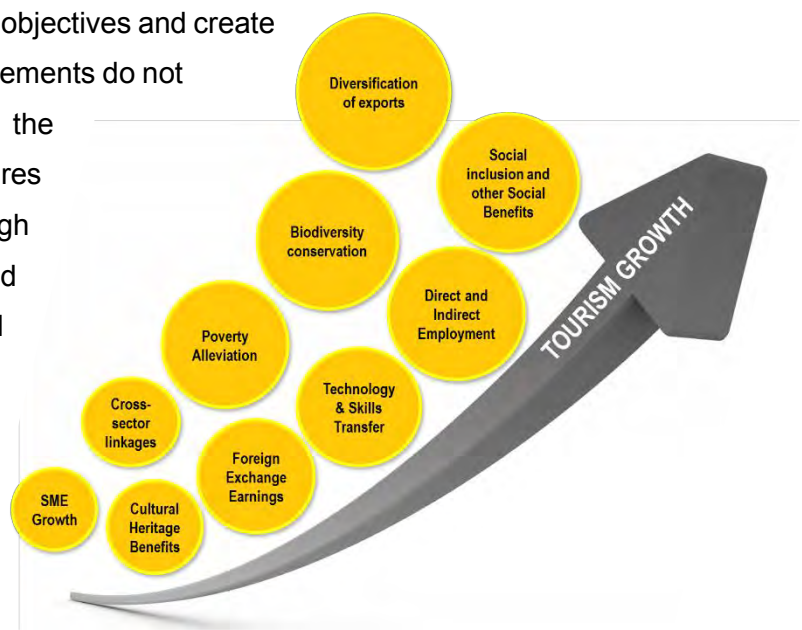 objectives and create
ements do not
the
res
gh
d
Diversification
of exports
Social
inclusion and
other Social
Benefits
Biodiversity
conservation
Direct and
Indirect
Employment
Poverty
Alleviation
Technology
& Skills
Transfer
Cross-
sector
linkages
Foreign
Exchange
Earnings
SME
Growth
Cultural
Heritage
Benefits
TOURISM GROWTH